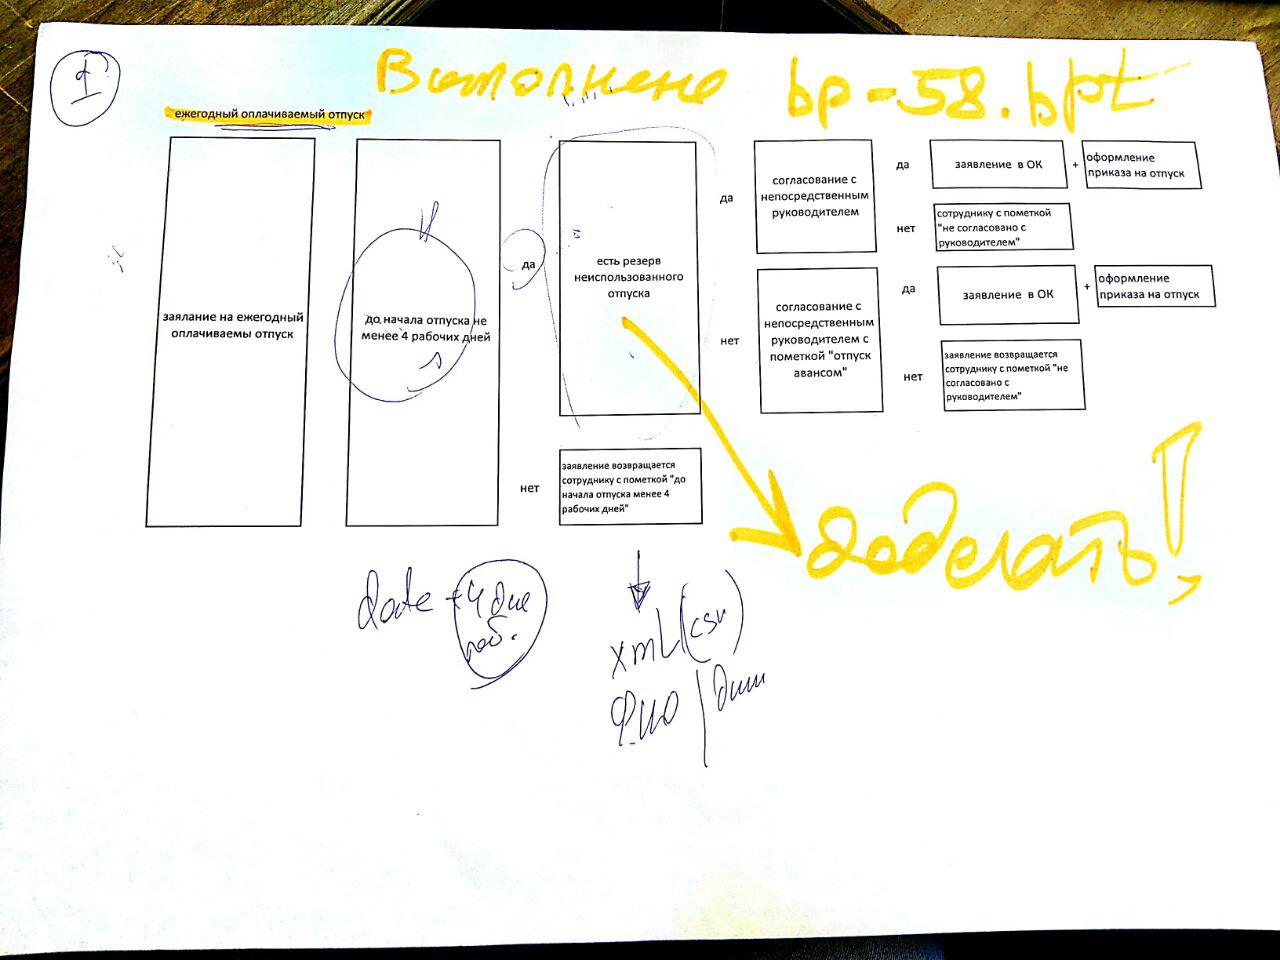 1
Выполнено bp-58.bpt
ежегодный оплачиваемый отпуск
заялание на ежегодный
оплачиваемы отпуск
до начала отпуска не
менее 4 рабочих дней
да
есть резерв
неиспользованного
отпуска
нет
заявление возвращается
сотруднику с пометкой "до
начала отпуска менее 4
рабочих дней"
да
согласование с
непосредственным
руководителем
да
заявление в ОК
+
оформление
приказа на отпуск
нет
сотруднику с пометкой
"не согласовано с
руководителем"
нет
согласование с
непосредственным
руководителем с
пометкой "отпуск
авансом"
да
заявление в ОК
+
оформление
приказа на отпуск
нет
заявление возвращается
сотруднику с пометкой "не
согласовано с
руководителем"
доделать!
date +4 дне
раб.
xml (csv)
ФИО | дни